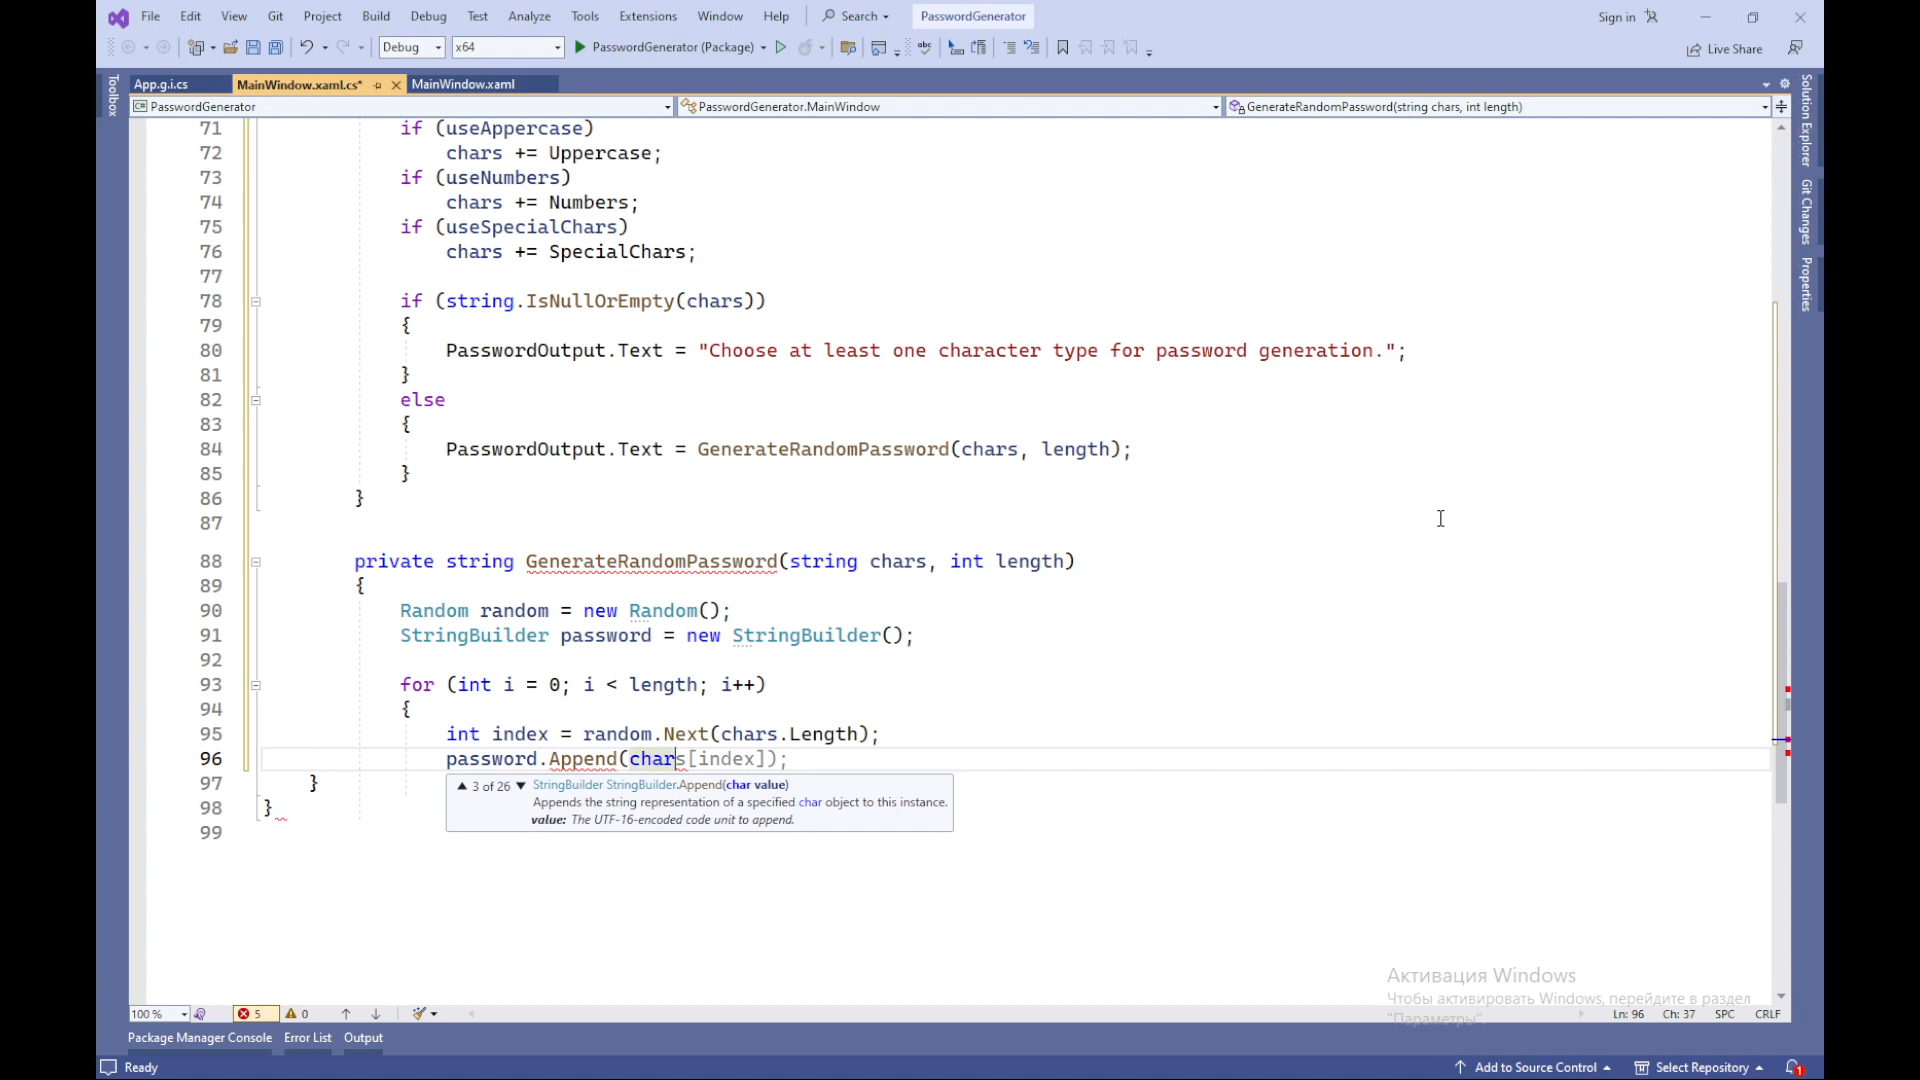 File Edit View Git Project Build Debug Test Analyze Tools Extensions Window Help Search PasswordGenerator Sign in
Debug x64 PasswordGenerator (Package) Live Share
App.g.i.cs MainWindow.xaml.cs* MainWindow.xaml
PasswordGenerator PasswordGenerator.MainWindow GenerateRandomPassword(string chars, int length)
Toolbox
Solution Explorer
Git Changes
Properties
71 if (useAppercase)
72 chars += Uppercase;
73 if (useNumbers)
74 chars += Numbers;
75 if (useSpecialChars)
76 chars += SpecialChars;
77
78 if (string.IsNullOrEmpty(chars))
79 {
80 PasswordOutput.Text = "Choose at least one character type for password generation.";
81 }
82 else
83 {
84 PasswordOutput.Text = GenerateRandomPassword(chars, length);
85 }
86 }
87
88 private string GenerateRandomPassword(string chars, int length)
89 {
90 Random random = new Random();
91 StringBuilder password = new StringBuilder();
92
93 for (int i = 0; i < length; i++)
94 {
95 int index = random.Next(chars.Length);
96 password.Append(chars[index]);
97 }
98 }
99
▲ 3 of 26 ▼ StringBuilder StringBuilder.Append(char value)
Appends the string representation of a specified char object to this instance.
value: The UTF-16-encoded code unit to append.
Активация Windows
Чтобы активировать Windows, перейдите в раздел
"Параметры".
100 % 5 0 Ln: 96 Ch: 37 SPC CRLF
Package Manager Console Error List Output
Ready Add to Source Control Select Repository 1